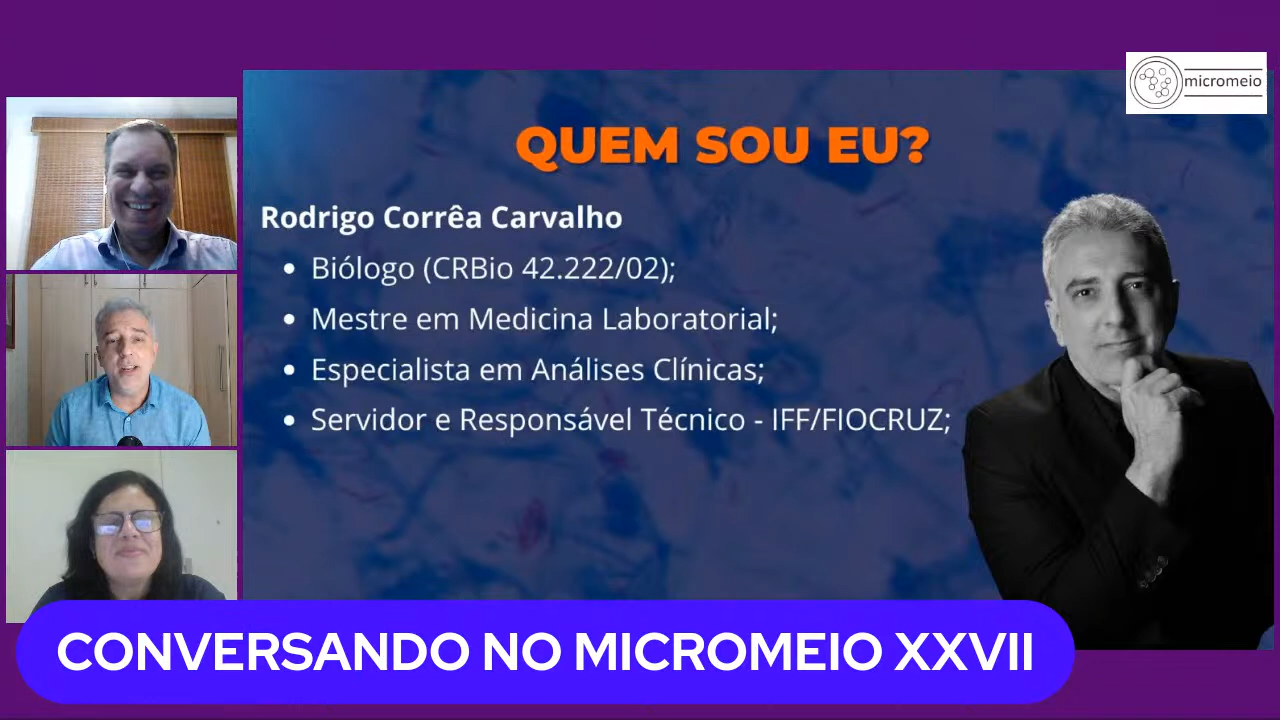 micromeio
QUEM SOU EU?
Rodrigo Corrêa Carvalho
• Biólogo (CRBio 42.222/02);
• Mestre em Medicina Laboratorial;
• Especialista em Análises Clínicas;
• Servidor e Responsável Técnico - IFF/FIOCRUZ;
CONVERSANDO NO MICROMEIO XXVII